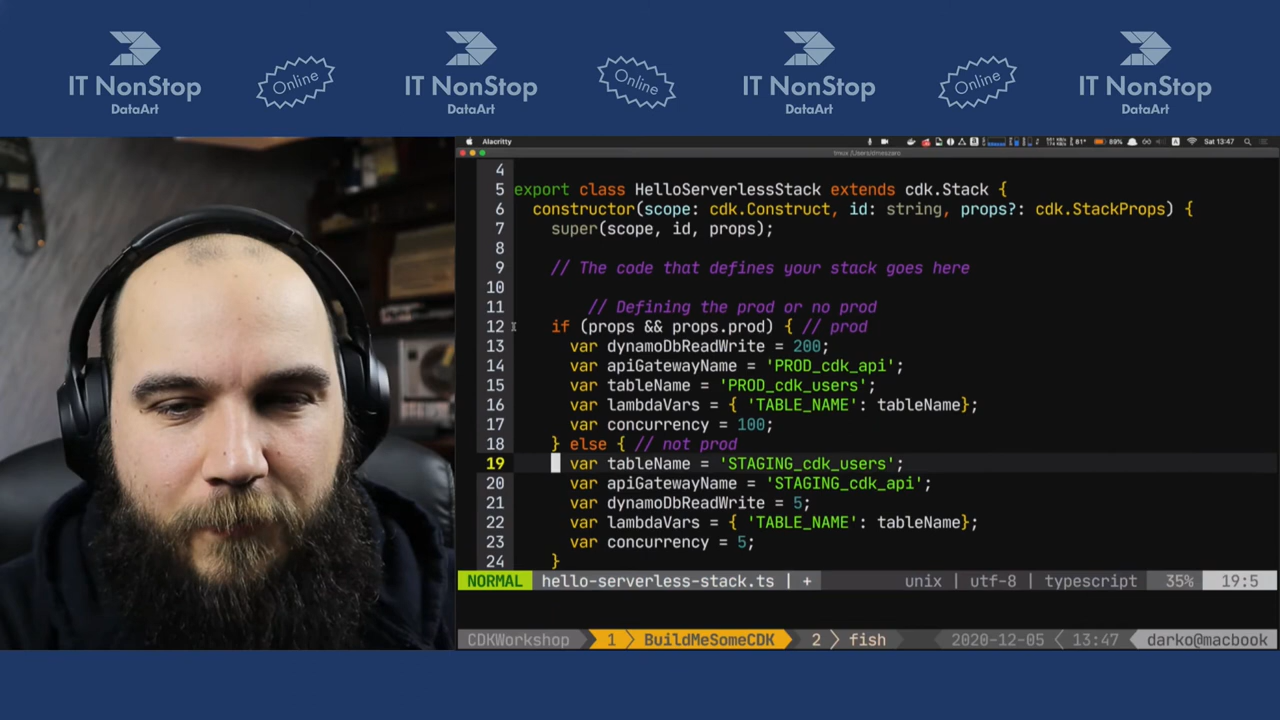 IT NonStop
DataArt
Online
IT NonStop
DataArt
Online
IT NonStop
DataArt
Online
IT NonStop
DataArt
Alacritty
89%
Sat 13:47
4
5 export class HelloServerlessStack extends cdk.Stack {
6 constructor(scope: cdk.Construct, id: string, props?: cdk.StackProps) {
7 super(scope, id, props);
8
9 // The code that defines your stack goes here
10
11 // Defining the prod or no prod
12 if (props && props.prod) { // prod
13 var dynamoDbReadWrite = 200;
14 var apiGatewayName = 'PROD_cdk_api';
15 var tableName = 'PROD_cdk_users';
16 var lambdaVars = { 'TABLE_NAME': tableName};
17 var concurrency = 100;
18 } else { // not prod
19 var tableName = 'STAGING_cdk_users';
20 var apiGatewayName = 'STAGING_cdk_api';
21 var dynamoDbReadWrite = 5;
22 var lambdaVars = { 'TABLE_NAME': tableName};
23 var concurrency = 5;
24 }
NORMAL hello-serverless-stack.ts | + unix | utf-8 | typescript 35% 19:5
CDKWorkshop 1 BuildMeSomeCDK 2 fish 2020-12-05 13:47 darko@macbook